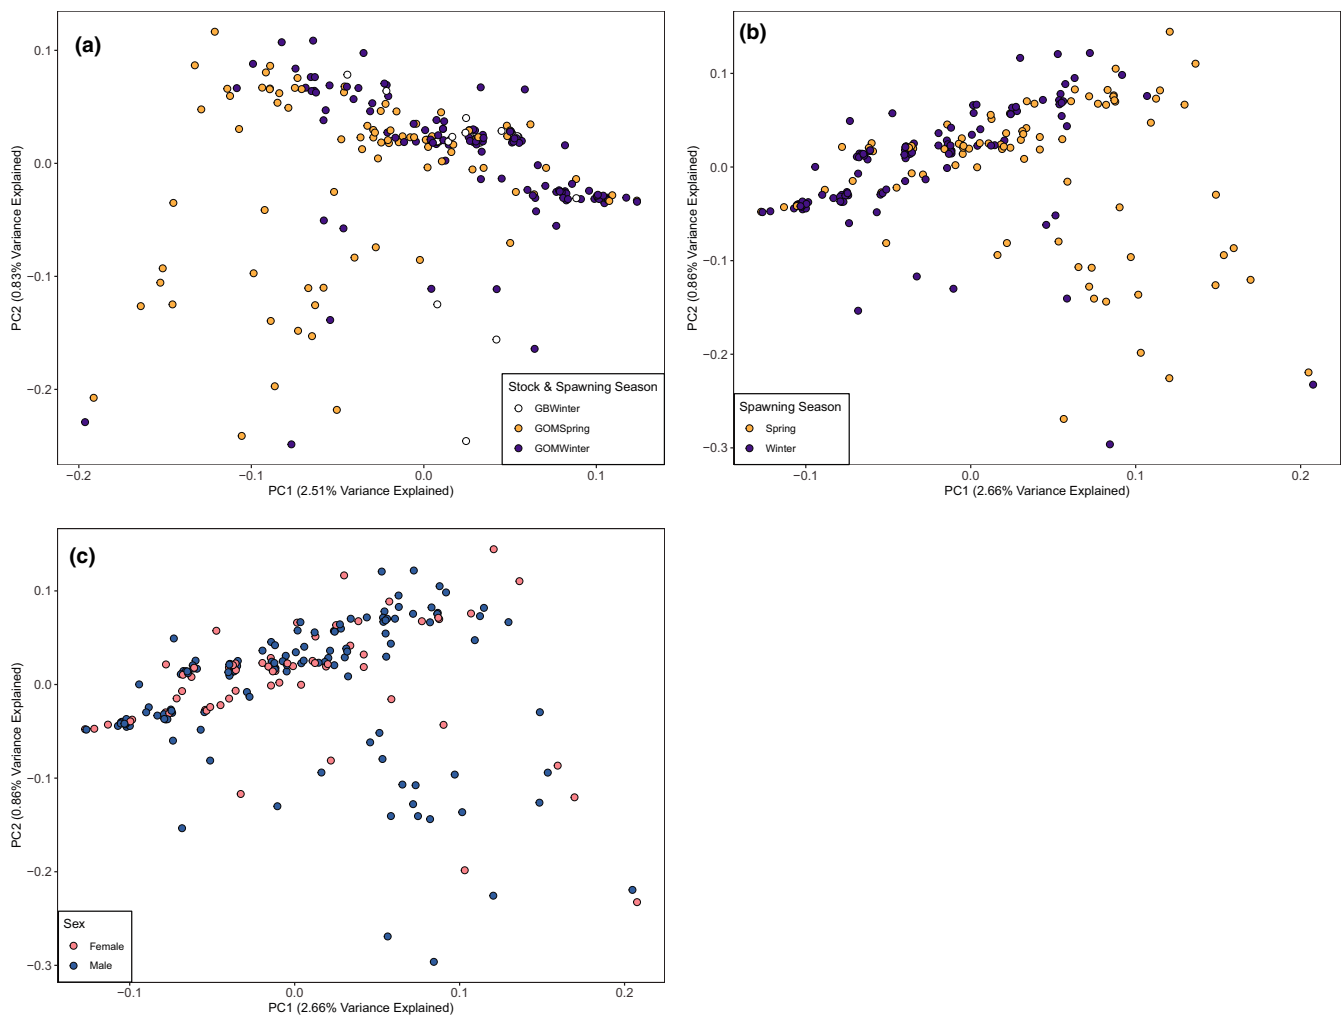 (a)
0.1
0.0
−0.1
−0.2
PC2 (0.83% Variance Explained)
Stock & Spawning Season
GBWinter
GOMSpring
GOMWinter
−0.2
−0.1
0.0
0.1
PC1 (2.51% Variance Explained)
(b)
0.1
0.0
−0.1
−0.2
−0.3
PC2 (0.86% Variance Explained)
Spawning Season
Spring
Winter
−0.1
0.0
0.1
0.2
PC1 (2.66% Variance Explained)
(c)
0.1
0.0
−0.1
−0.2
−0.3
PC2 (0.86% Variance Explained)
Sex
Female
Male
−0.1
0.0
0.1
0.2
PC1 (2.66% Variance Explained)